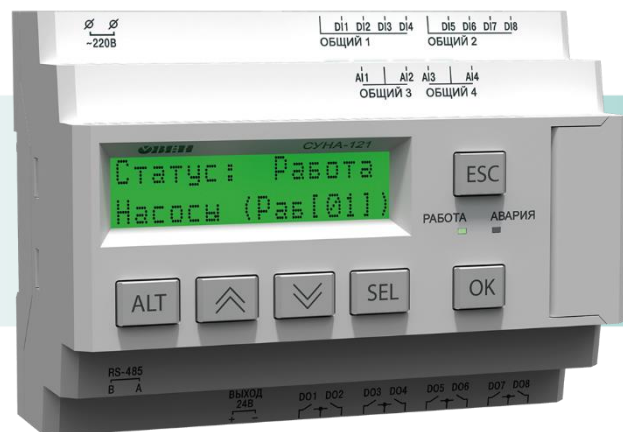 ~220В
DI1 DI2 DI3 DI4
ОБЩИЙ 1
DI5 DI6 DI7 DI8
ОБЩИЙ 2
AI1 AI2 AI3 AI4
ОБЩИЙ 3 ОБЩИЙ 4
ОВЕН СУНА-121
Статус: Работа
Насосы (Раб[01])
ESC
РАБОТА АВАРИЯ
ALT SEL OK
RS-485
B A
ВЫХОД
24В
+ −
DO1 DO2 DO3 DO4 DO5 DO6 DO7 DO8